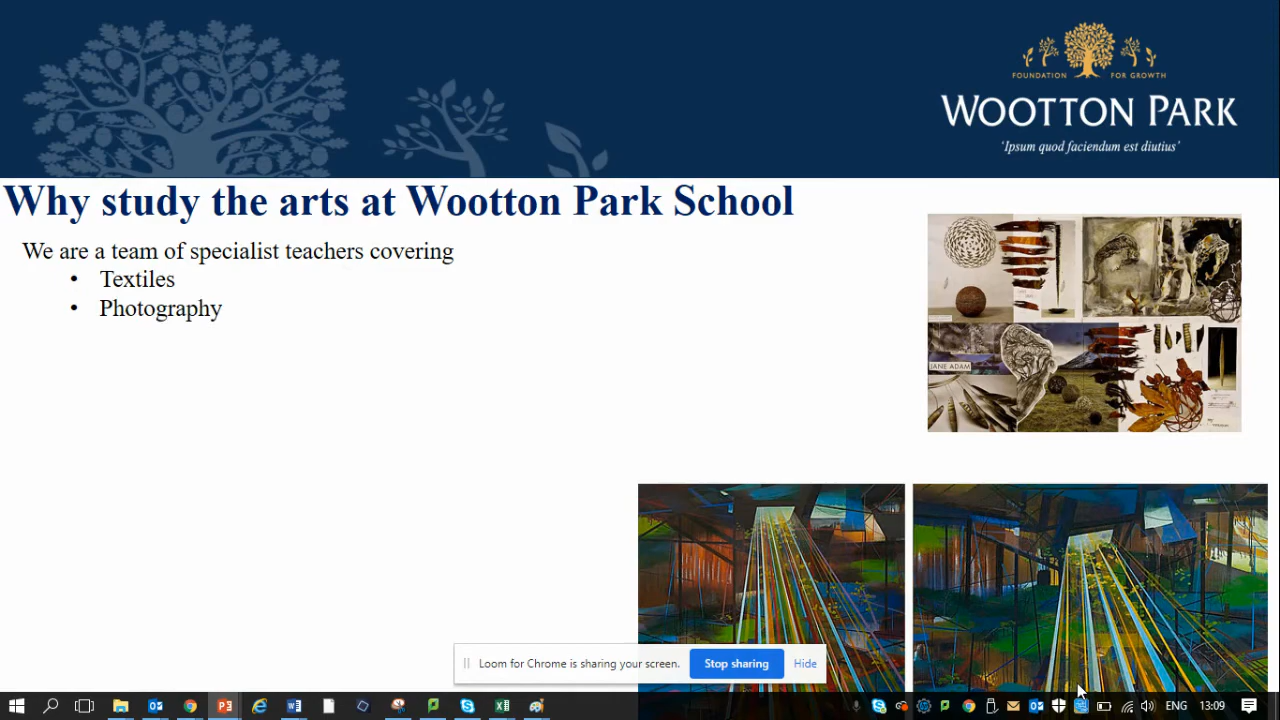 FOUNDATION FOR GROWTH
WOOTTON PARK
'Ipsum quod faciendum est diutius'
Why study the arts at Wootton Park School
We are a team of specialist teachers covering
• Textiles
• Photography
JANE ADAM
Loom for Chrome is sharing your screen. Stop sharing Hide
ENG 13:09